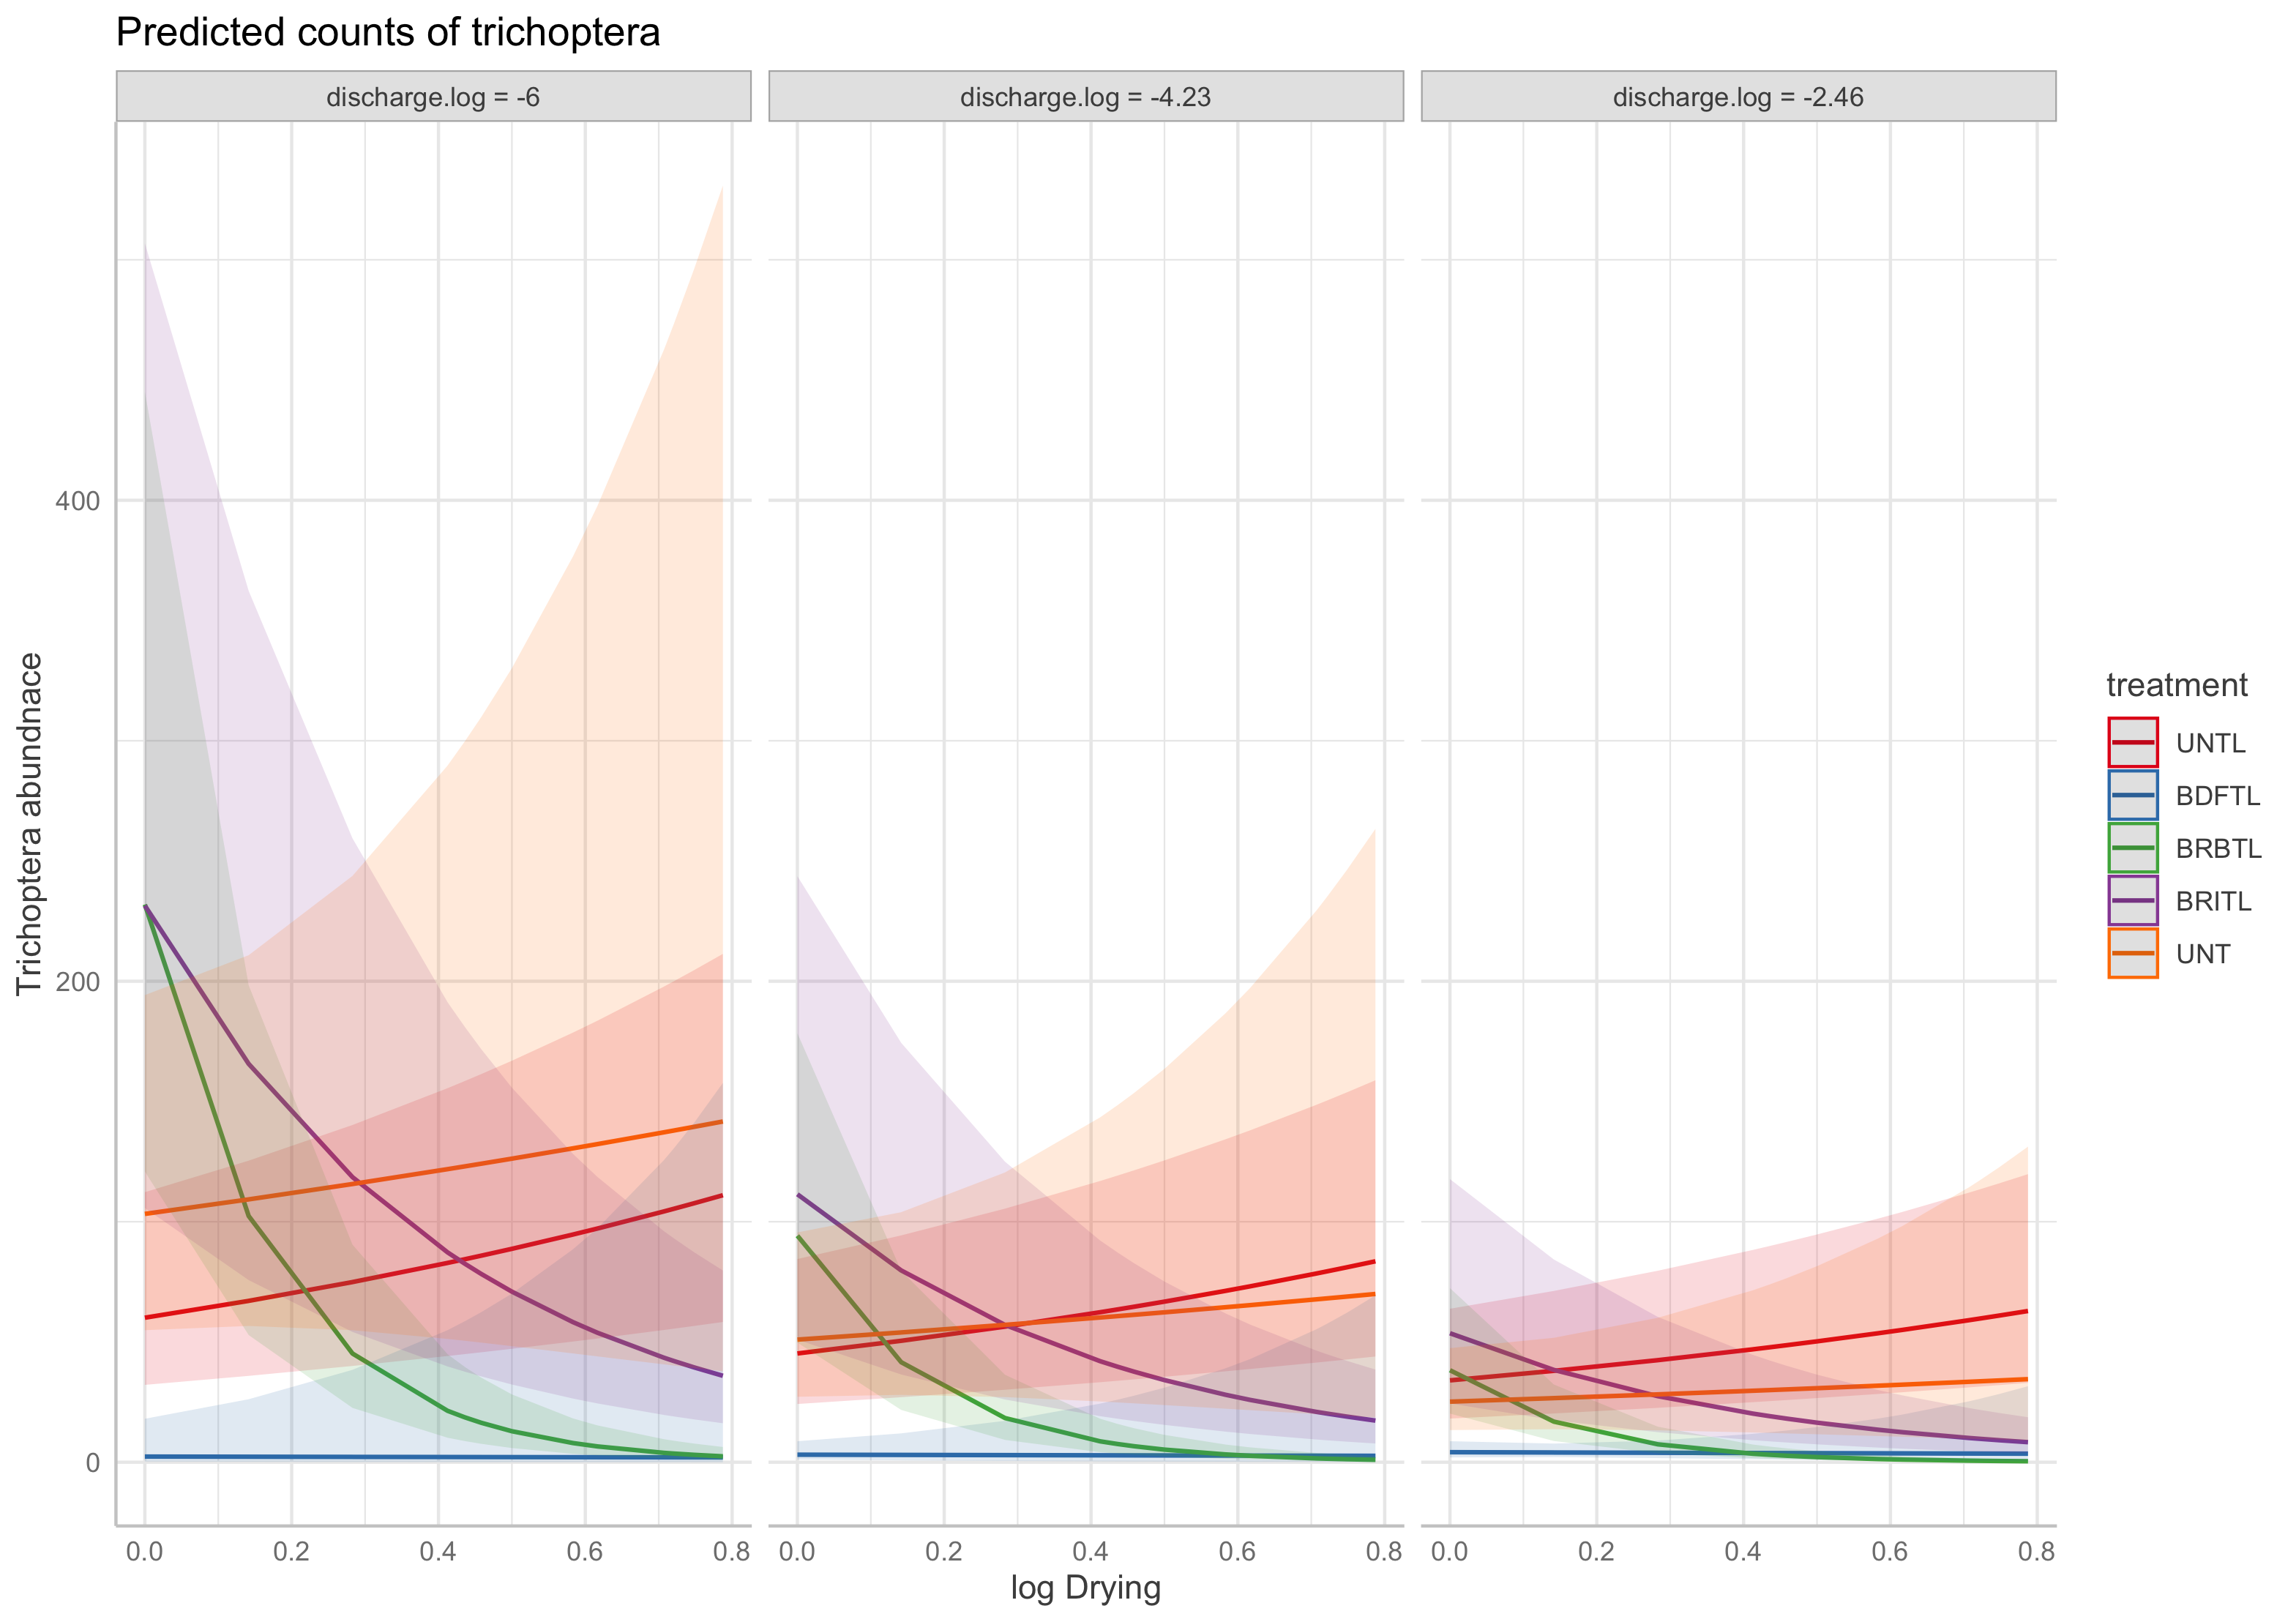 Predicted counts of trichoptera
discharge.log = -6
discharge.log = -4.23
discharge.log = -2.46
Trichoptera abundnace
400
200
0
0.0 0.2 0.4 0.6 0.8
0.0 0.2 0.4 0.6 0.8
0.0 0.2 0.4 0.6 0.8
log Drying
treatment
UNTL
BDFTL
BRBTL
BRITL
UNT